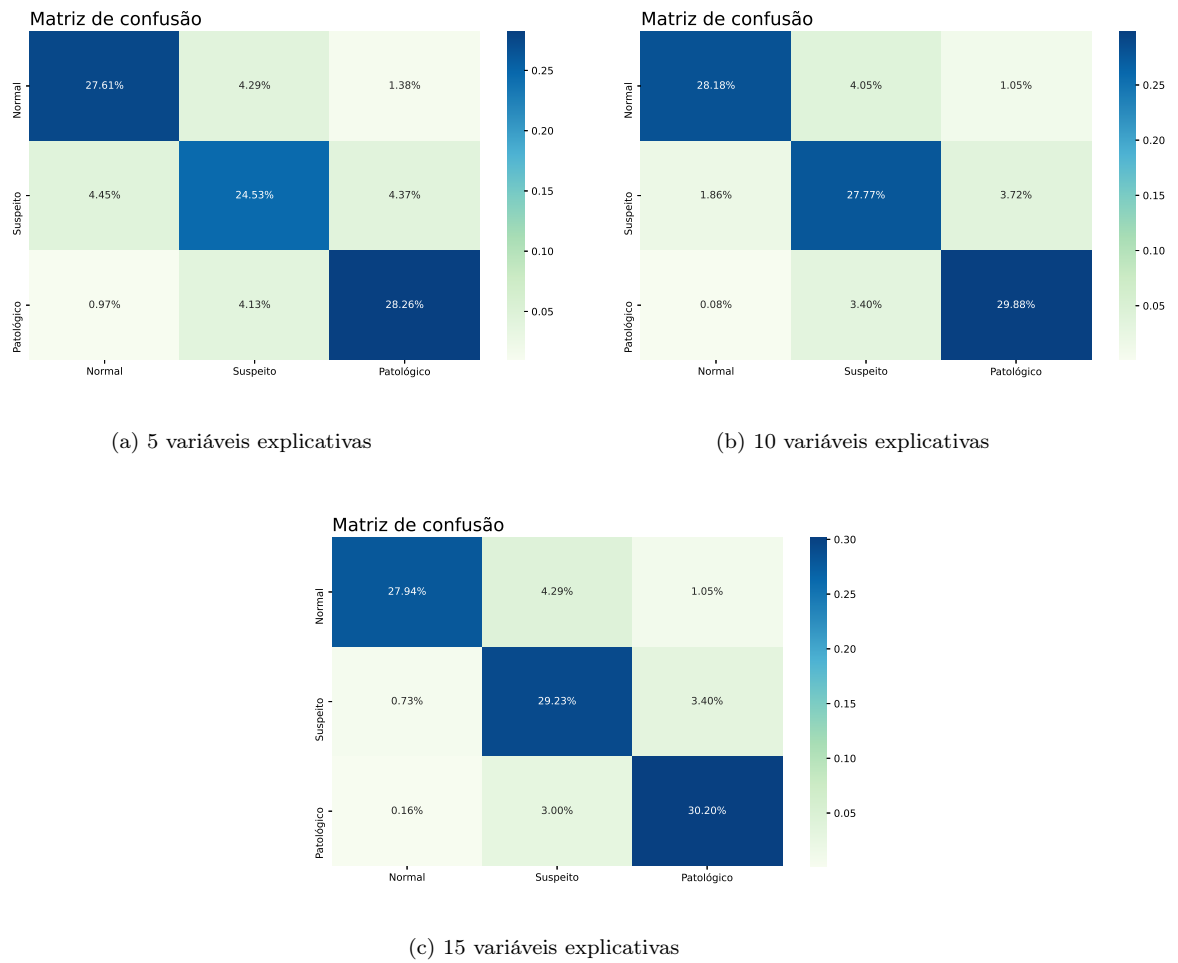 Matriz de confusão
Normal 27.61% 4.29% 1.38%
Suspeito 4.45% 24.53% 4.37%
Patológico 0.97% 4.13% 28.26%
Normal Suspeito Patológico
0.25
0.20
0.15
0.10
0.05
(a) 5 variáveis explicativas
Matriz de confusão
Normal 28.18% 4.05% 1.05%
Suspeito 1.86% 27.77% 3.72%
Patológico 0.08% 3.40% 29.88%
Normal Suspeito Patológico
0.25
0.20
0.15
0.10
0.05
(b) 10 variáveis explicativas
Matriz de confusão
Normal 27.94% 4.29% 1.05%
Suspeito 0.73% 29.23% 3.40%
Patológico 0.16% 3.00% 30.20%
Normal Suspeito Patológico
0.30
0.25
0.20
0.15
0.10
0.05
(c) 15 variáveis explicativas